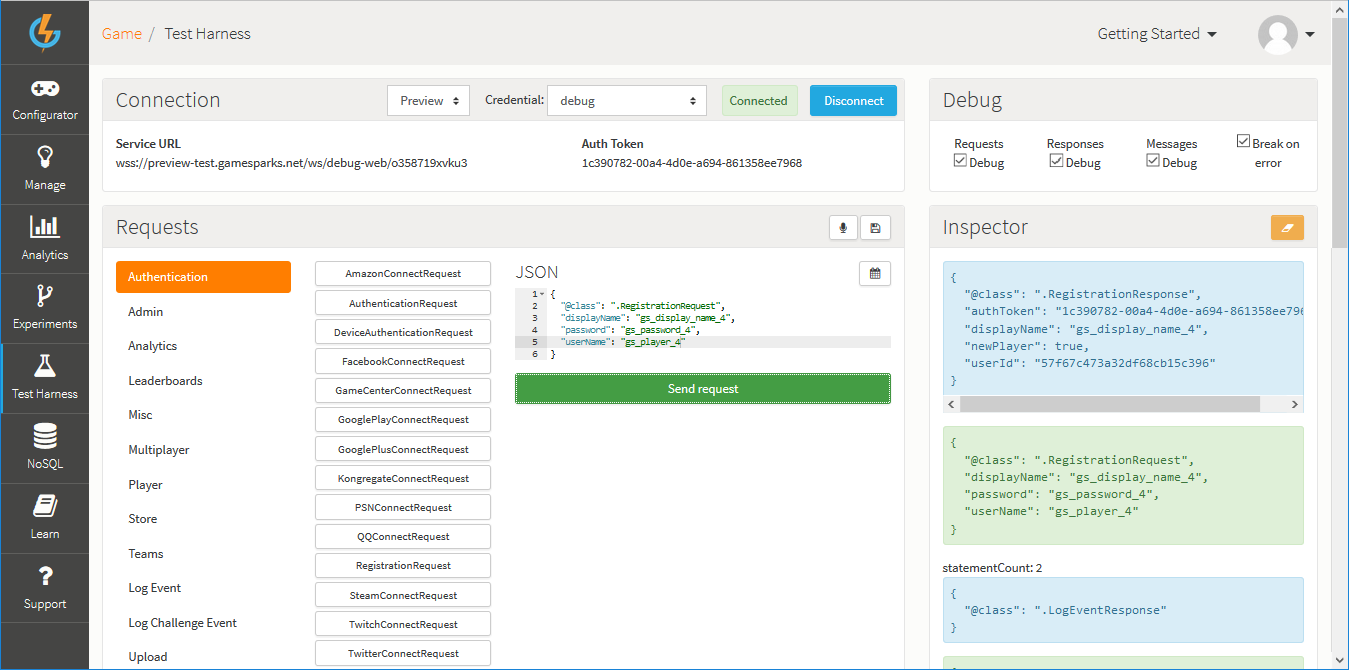 Game / Test Harness
Getting Started
Configurator
Manage
Analytics
Experiments
Test Harness
NoSQL
Learn
Support
Connection
Preview
Credential:
debug
Connected
Disconnect
Service URL
wss://preview-test.gamesparks.net/ws/debug-web/o358719xvku3
Auth Token
1c390782-00a4-4d0e-a694-861358ee7968
Debug
Requests
Debug
Responses
Debug
Messages
Debug
Break on
error
Requests
Authentication
Admin
Analytics
Leaderboards
Misc
Multiplayer
Player
Store
Teams
Log Event
Log Challenge Event
Upload
AmazonConnectRequest
AuthenticationRequest
DeviceAuthenticationRequest
FacebookConnectRequest
GameCenterConnectRequest
GooglePlayConnectRequest
GooglePlusConnectRequest
KongregateConnectRequest
PSNConnectRequest
QQConnectRequest
RegistrationRequest
SteamConnectRequest
TwitchConnectRequest
TwitterConnectRequest
JSON
1 {
2 "@class": ".RegistrationRequest",
3 "displayName": "gs_display_name_4",
4 "password": "gs_password_4",
5 "userName": "gs_player_4"
6 }
Send request
Inspector
{
"@class": ".RegistrationResponse",
"authToken": "1c390782-00a4-4d0e-a694-861358ee796
"displayName": "gs_display_name_4",
"newPlayer": true,
"userId": "57f67c473a32df68cb15c396"
}
{
"@class": ".RegistrationRequest",
"displayName": "gs_display_name_4",
"password": "gs_password_4",
"userName": "gs_player_4"
}
statementCount: 2
{
"@class": ".LogEventResponse"
}